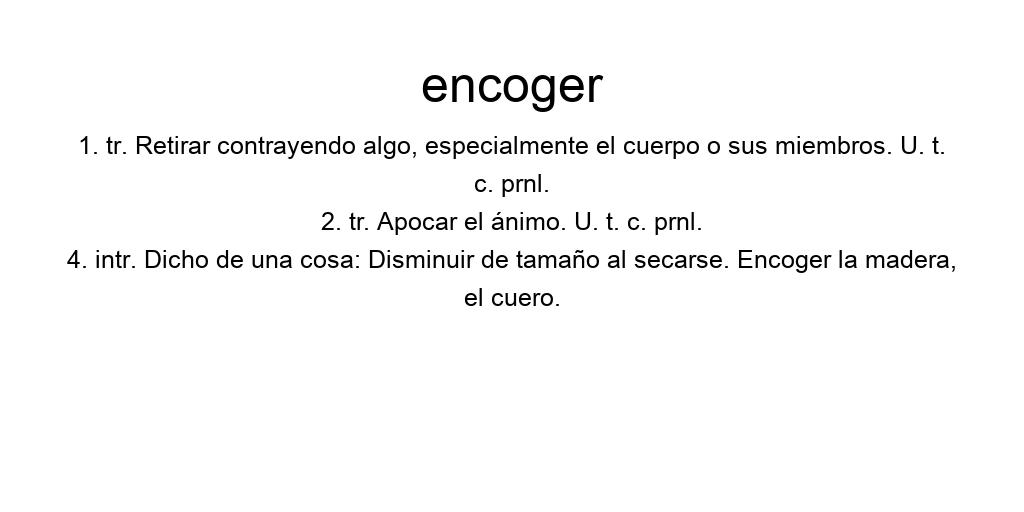 encoger
1. tr. Retirar contrayendo algo, especialmente el cuerpo o sus miembros. U. t.
c. prnl.
2. tr. Apocar el ánimo. U. t. c. prnl.
4. intr. Dicho de una cosa: Disminuir de tamaño al secarse. Encoger la madera,
el cuero.